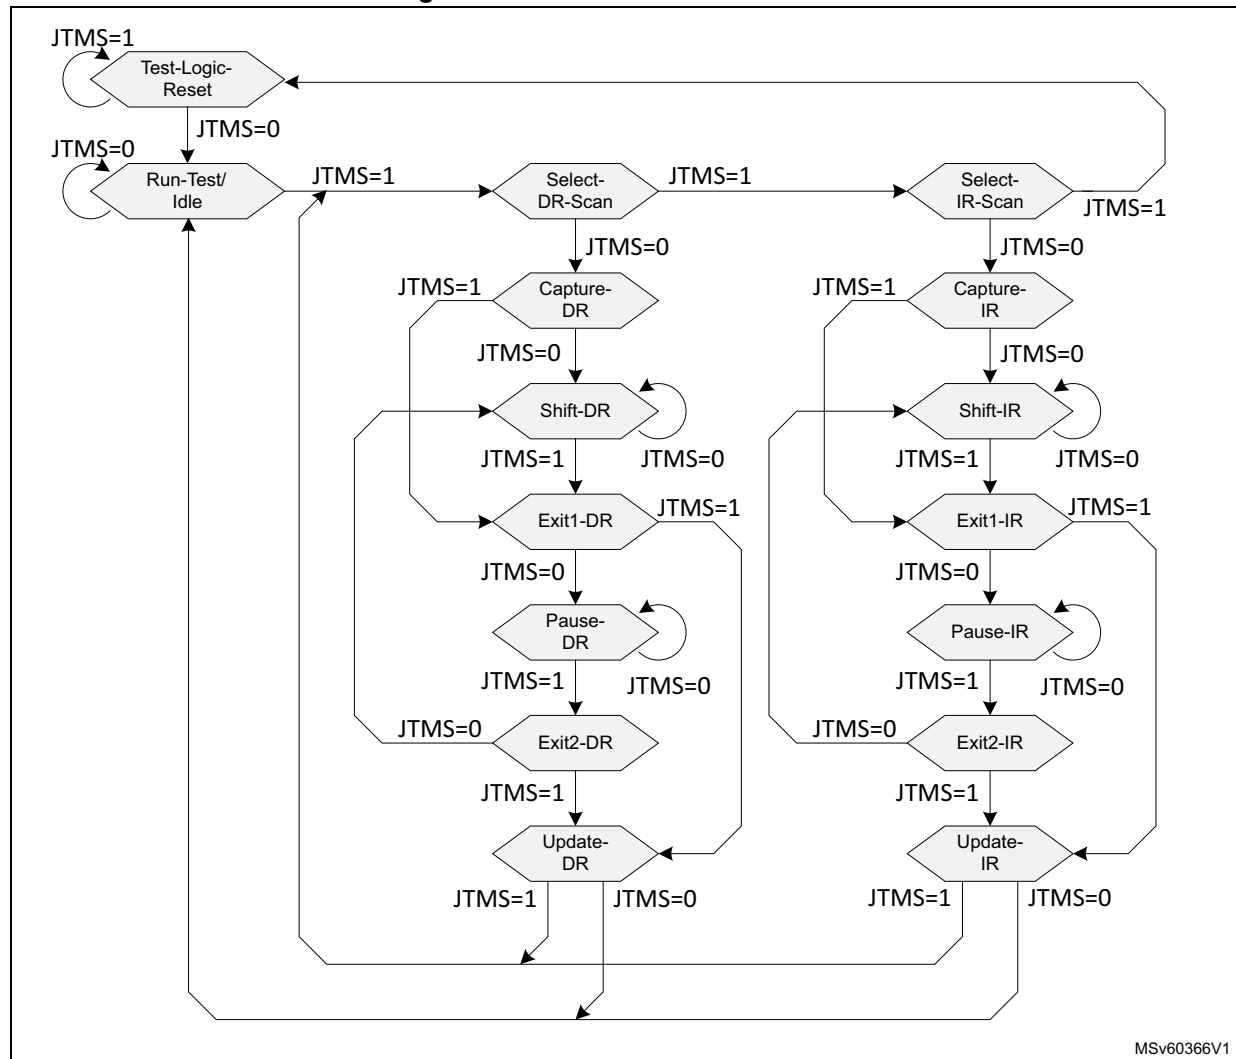 JTMS=1
Test-Logic-
Reset
JTMS=0
JTMS=0
Run-Test/
Idle
JTMS=1
Select-
DR-Scan
JTMS=1
Select-
IR-Scan
JTMS=1
JTMS=0
JTMS=0
JTMS=1
Capture-
DR
JTMS=1
Capture-
IR
JTMS=0
JTMS=0
Shift-DR
Shift-IR
JTMS=1
JTMS=0
JTMS=1
JTMS=0
Exit1-DR
JTMS=1
Exit1-IR
JTMS=1
JTMS=0
JTMS=0
Pause-
DR
Pause-IR
JTMS=1
JTMS=0
JTMS=1
JTMS=0
JTMS=0
Exit2-DR
JTMS=0
Exit2-IR
JTMS=1
JTMS=1
Update-
DR
Update-
IR
JTMS=1
JTMS=0
JTMS=1
JTMS=0
MSv60366V1